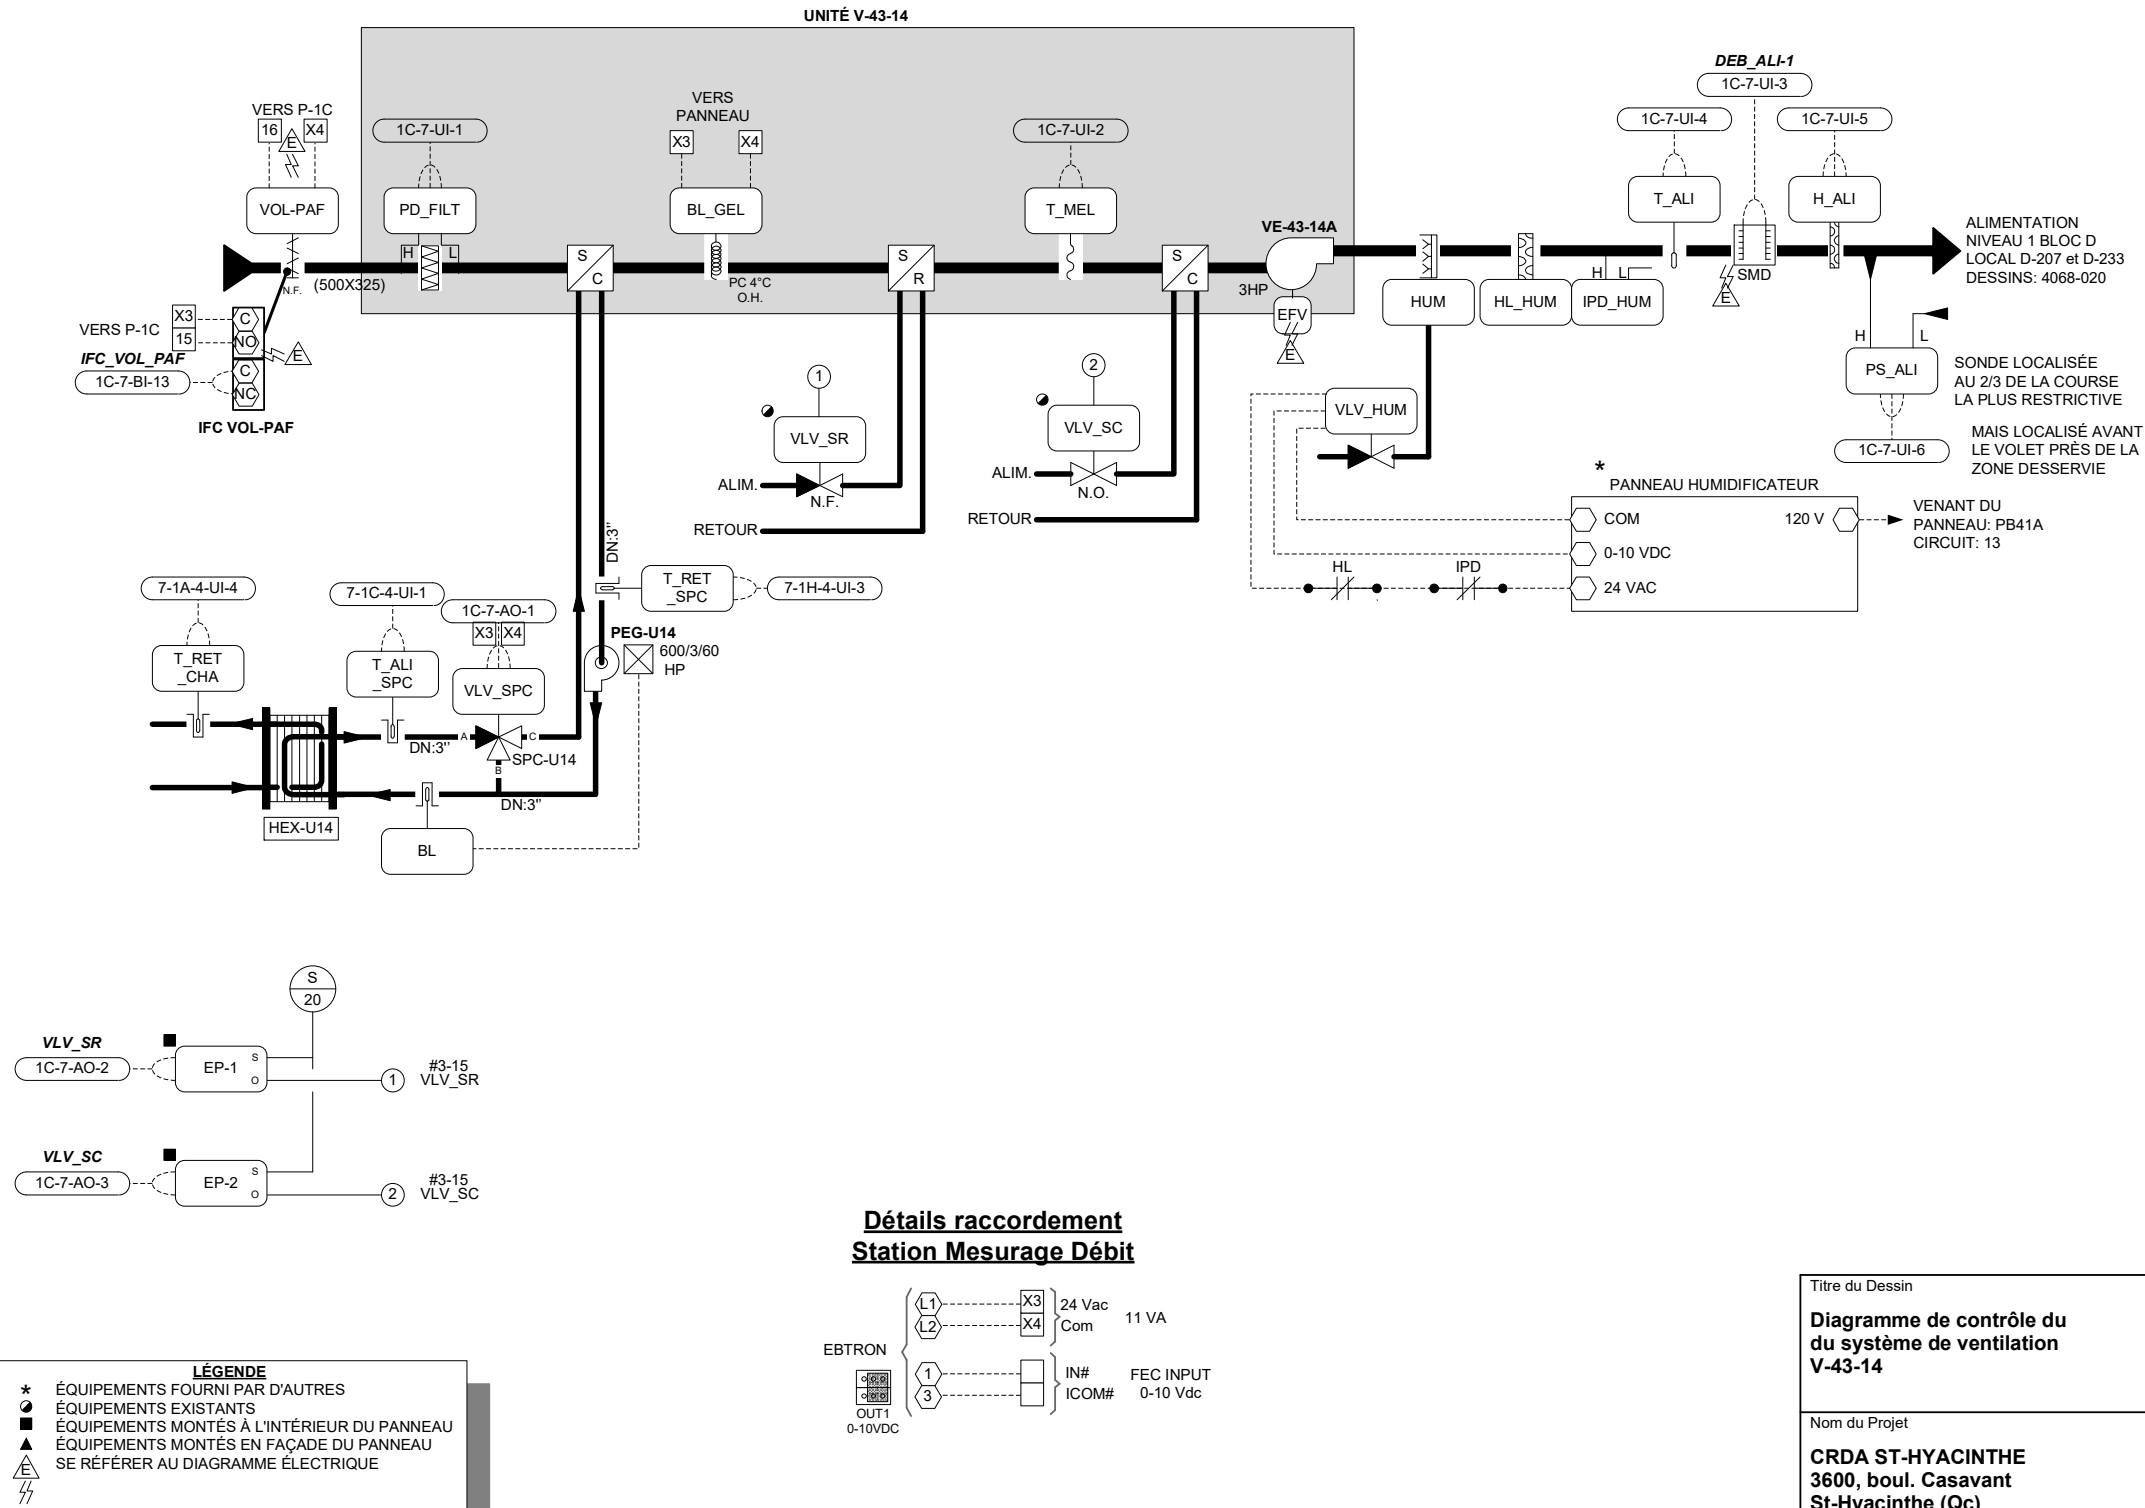 UNITÉ V-43-14
VERS P-1C
16
E
X4
VOL-PAF
N.F.
(500X325)
1C-7-UI-1
PD_FILT
H
L
S
C
VERS
PANNEAU
X3
X4
BL_GEL
PC 4°C
O.H.
S
R
1C-7-UI-2
T_MEL
S
C
VE-43-14A
3HP
EFV
E
HUM
HL_HUM
H
L
IPD_HUM
1C-7-UI-4
T_ALI
DEB_ALI-1
1C-7-UI-3
SMD
E
1C-7-UI-5
H_ALI
ALIMENTATION
NIVEAU 1 BLOC D
LOCAL D-207 et D-233
DESSINS: 4068-020
H
L
PS_ALI
1C-7-UI-6
SONDE LOCALISÉE
AU 2/3 DE LA COURSE
LA PLUS RESTRICTIVE
MAIS LOCALISÉ AVANT
LE VOLET PRÈS DE LA
ZONE DESSERVIE
VERS P-1C
X3
15
C
NO
E
IFC_VOL_PAF
1C-7-BI-13
C
NC
IFC VOL-PAF
1
VLV_SR
ALIM.
N.F.
RETOUR
2
VLV_SC
ALIM.
N.O.
RETOUR
VLV_HUM
*
PANNEAU HUMIDIFICATEUR
COM
0-10 VDC
24 VAC
120 V
HL
IPD
VENANT DU
PANNEAU: PB41A
CIRCUIT: 13
DN:3''
T_RET
_SPC
7-1H-4-UI-3
7-1A-4-UI-4
T_RET
_CHA
7-1C-4-UI-1
T_ALI
_SPC
1C-7-AO-1
X3
X4
VLV_SPC
PEG-U14
600/3/60
HP
A
C
B
DN:3''
SPC-U14
DN:3''
HEX-U14
BL
S
20
VLV_SR
1C-7-AO-2
EP-1
S
O
1
#3-15
VLV_SR
VLV_SC
1C-7-AO-3
EP-2
S
O
2
#3-15
VLV_SC
Détails raccordement
Station Mesurage Débit
EBTRON
OUT1
0-10VDC
L1
X3
24 Vac
L2
X4
Com
11 VA
1
IN#
3
ICOM#
FEC INPUT
0-10 Vdc
LÉGENDE
* ÉQUIPEMENTS FOURNI PAR D'AUTRES
ÉQUIPEMENTS EXISTANTS
ÉQUIPEMENTS MONTÉS À L'INTÉRIEUR DU PANNEAU
ÉQUIPEMENTS MONTÉS EN FAÇADE DU PANNEAU
E SE RÉFÉRER AU DIAGRAMME ÉLECTRIQUE
Titre du Dessin
Diagramme de contrôle du
du système de ventilation
V-43-14
Nom du Projet
CRDA ST-HYACINTHE
3600, boul. Casavant
St-Hyacinthe (Qc)